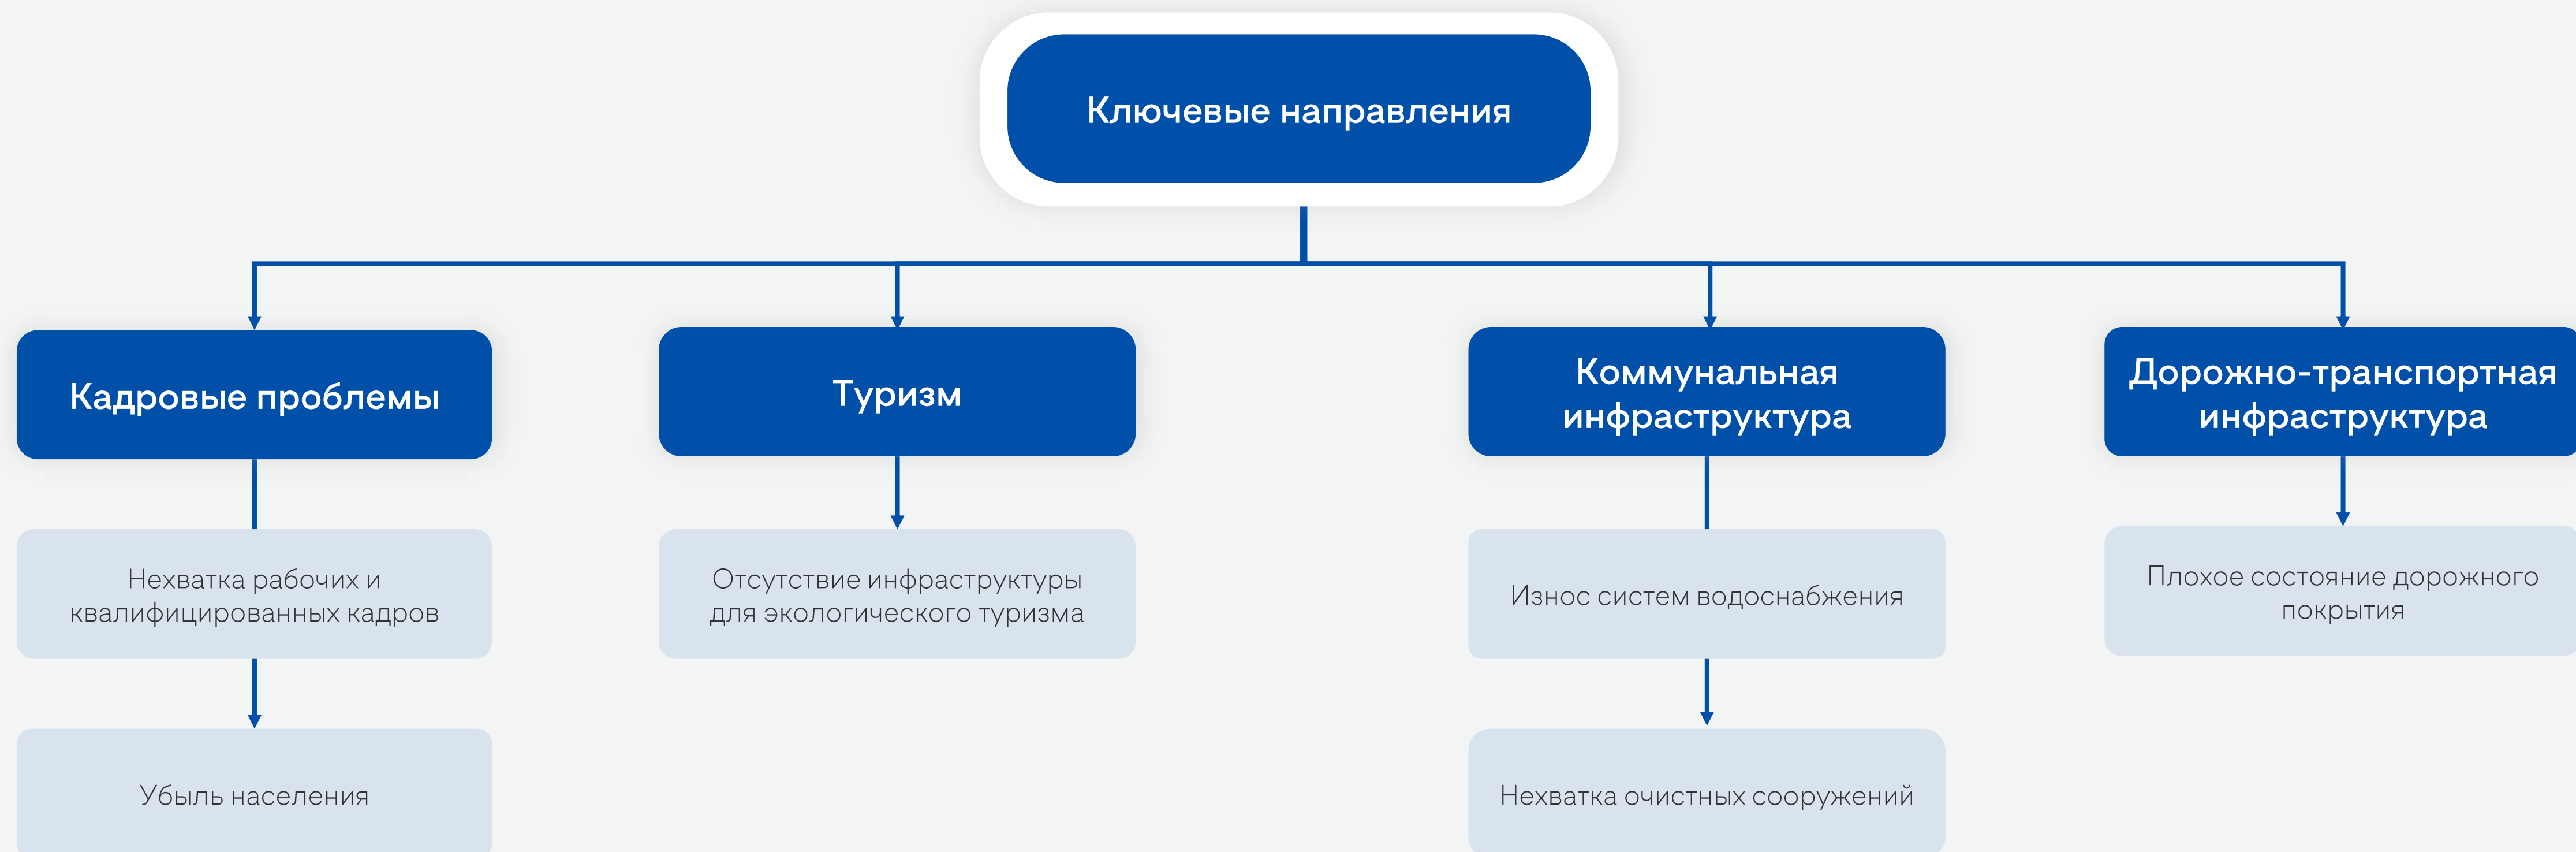 Ключевые направления
Кадровые проблемы
Туризм
Коммунальная
инфраструктура
Дорожно-транспортная
инфраструктура
Нехватка рабочих и
квалифицированных кадров
Отсутствие инфраструктуры
для экологического туризма
Износ систем водоснабжения
Плохое состояние дорожного
покрытия
Убыль населения
Нехватка очистных сооружений